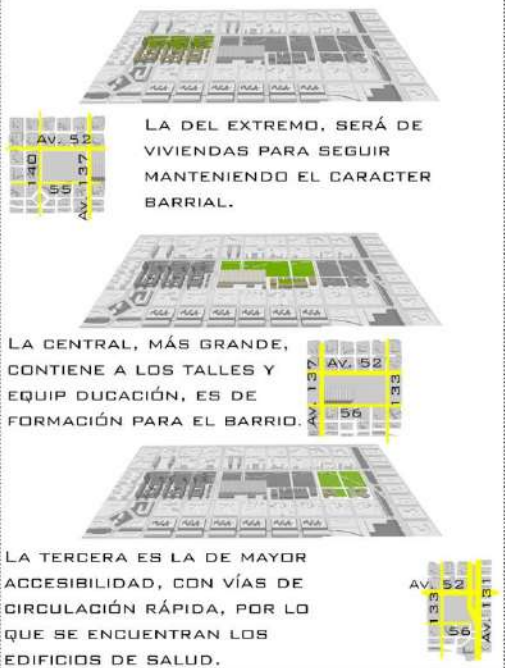 LA DEL EXTREMO, SERÁ DE
VIVIENDAS PARA SEGUIR
MANTENIENDO EL CARACTER
BARRIAL.
Av. 52
140
55
Av. 137
LA CENTRAL, MÁS GRANDE,
CONTIENE A LOS TALLES Y
EQUIP DUCACIÓN, ES DE
FORMACIÓN PARA EL BARRIO.
Av. 52
Av. 137
133
56
LA TERCERA ES LA DE MAYOR
ACCESIBILIDAD, CON VÍAS DE
CIRCULACIÓN RÁPIDA, POR LO
QUE SE ENCUENTRAN LOS
EDIFICIOS DE SALUD.
Av. 52
133
56
Av. 131